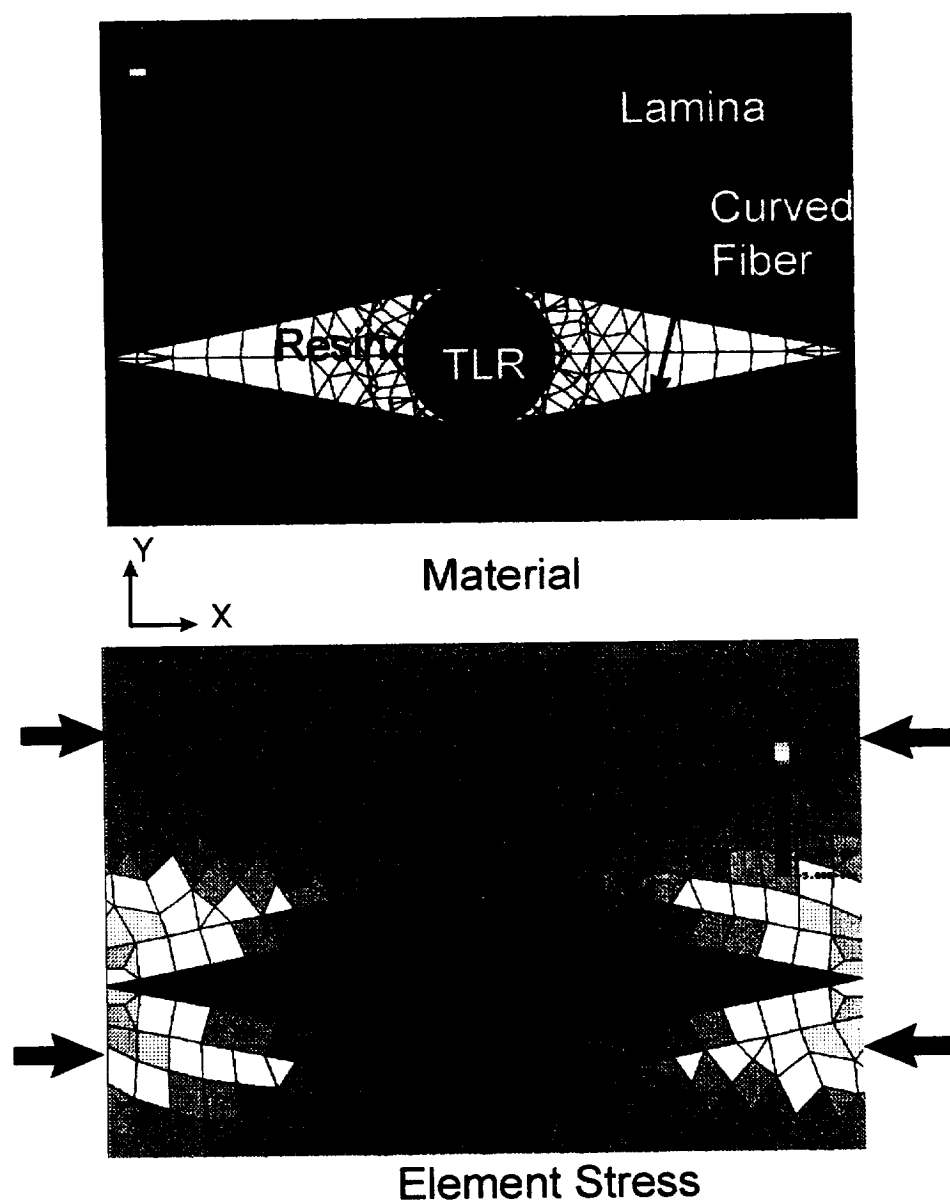 Lamina
Curved
Fiber
Resin
TLR
Y
X
Material
Element Stress